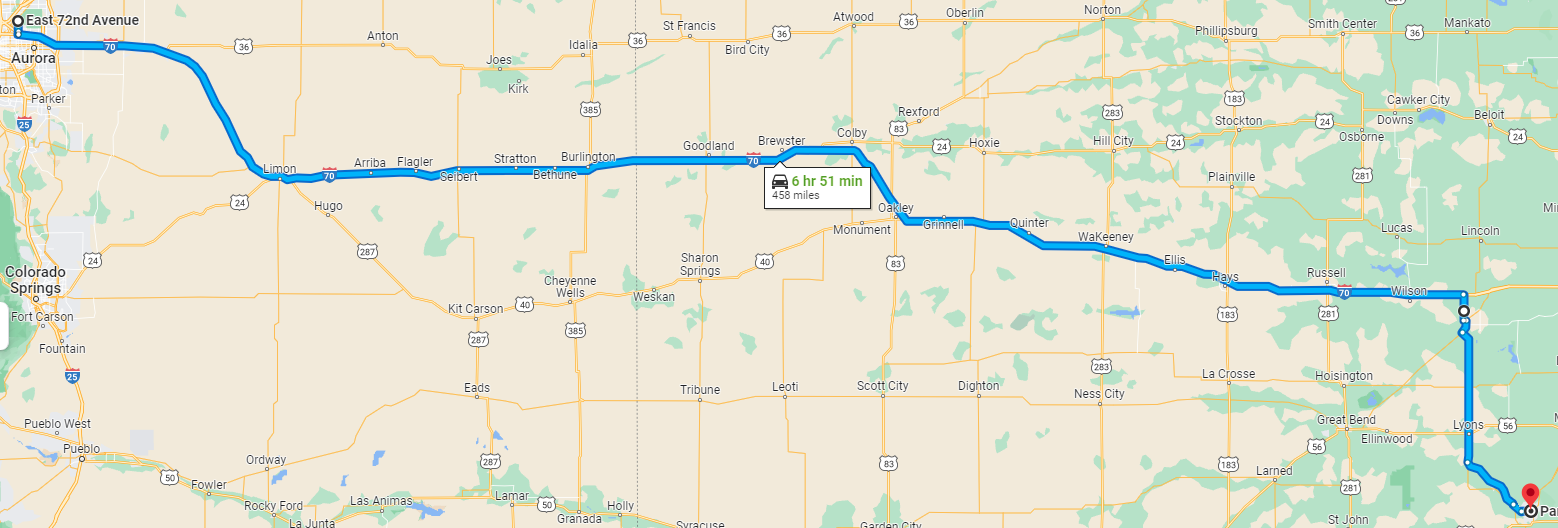 East 72nd Avenue
70
36
Anton
Idalia
36
St Francis
Bird City
36
Atwood
36
Oberlin
Norton
Phillipsburg
Smith Center
36
Mankato
Aurora
Joes
Kirk
Parker
25
385
Rexford
83
24
Hoxie
283
Hill City
24
183
Stockton
24
Osborne
Cawker City
Downs
Beloit
24
Colby
Brewster
Goodland
70
Burlington
Bethune
Stratton
Seibert
Flagler
Arriba
70
Limon
24
Hugo
6 hr 51 min
458 miles
Oakley
Monument
Grinnell
Quinter
WaKeeney
Ellis
Hays
Plainville
281
Lucas
Lincoln
Russell
70
Wilson
281
183
287
24
Colorado
Springs
Fort Carson
Fountain
25
Kit Carson
40
Cheyenne
Wells
Weskan
Sharon
Springs
40
83
385
287
Eads
Tribune
Leoti
Scott City
Dighton
283
Ness City
La Crosse
Hoisington
Great Bend
Ellinwood
56
Lyons
56
Pueblo West
Pueblo
50
Fowler
Ordway
Rocky Ford
La Junta
Las Animas
287
Lamar
50
Granada
Holly
Syracuse
83
Garden City
183
Larned
281
St John